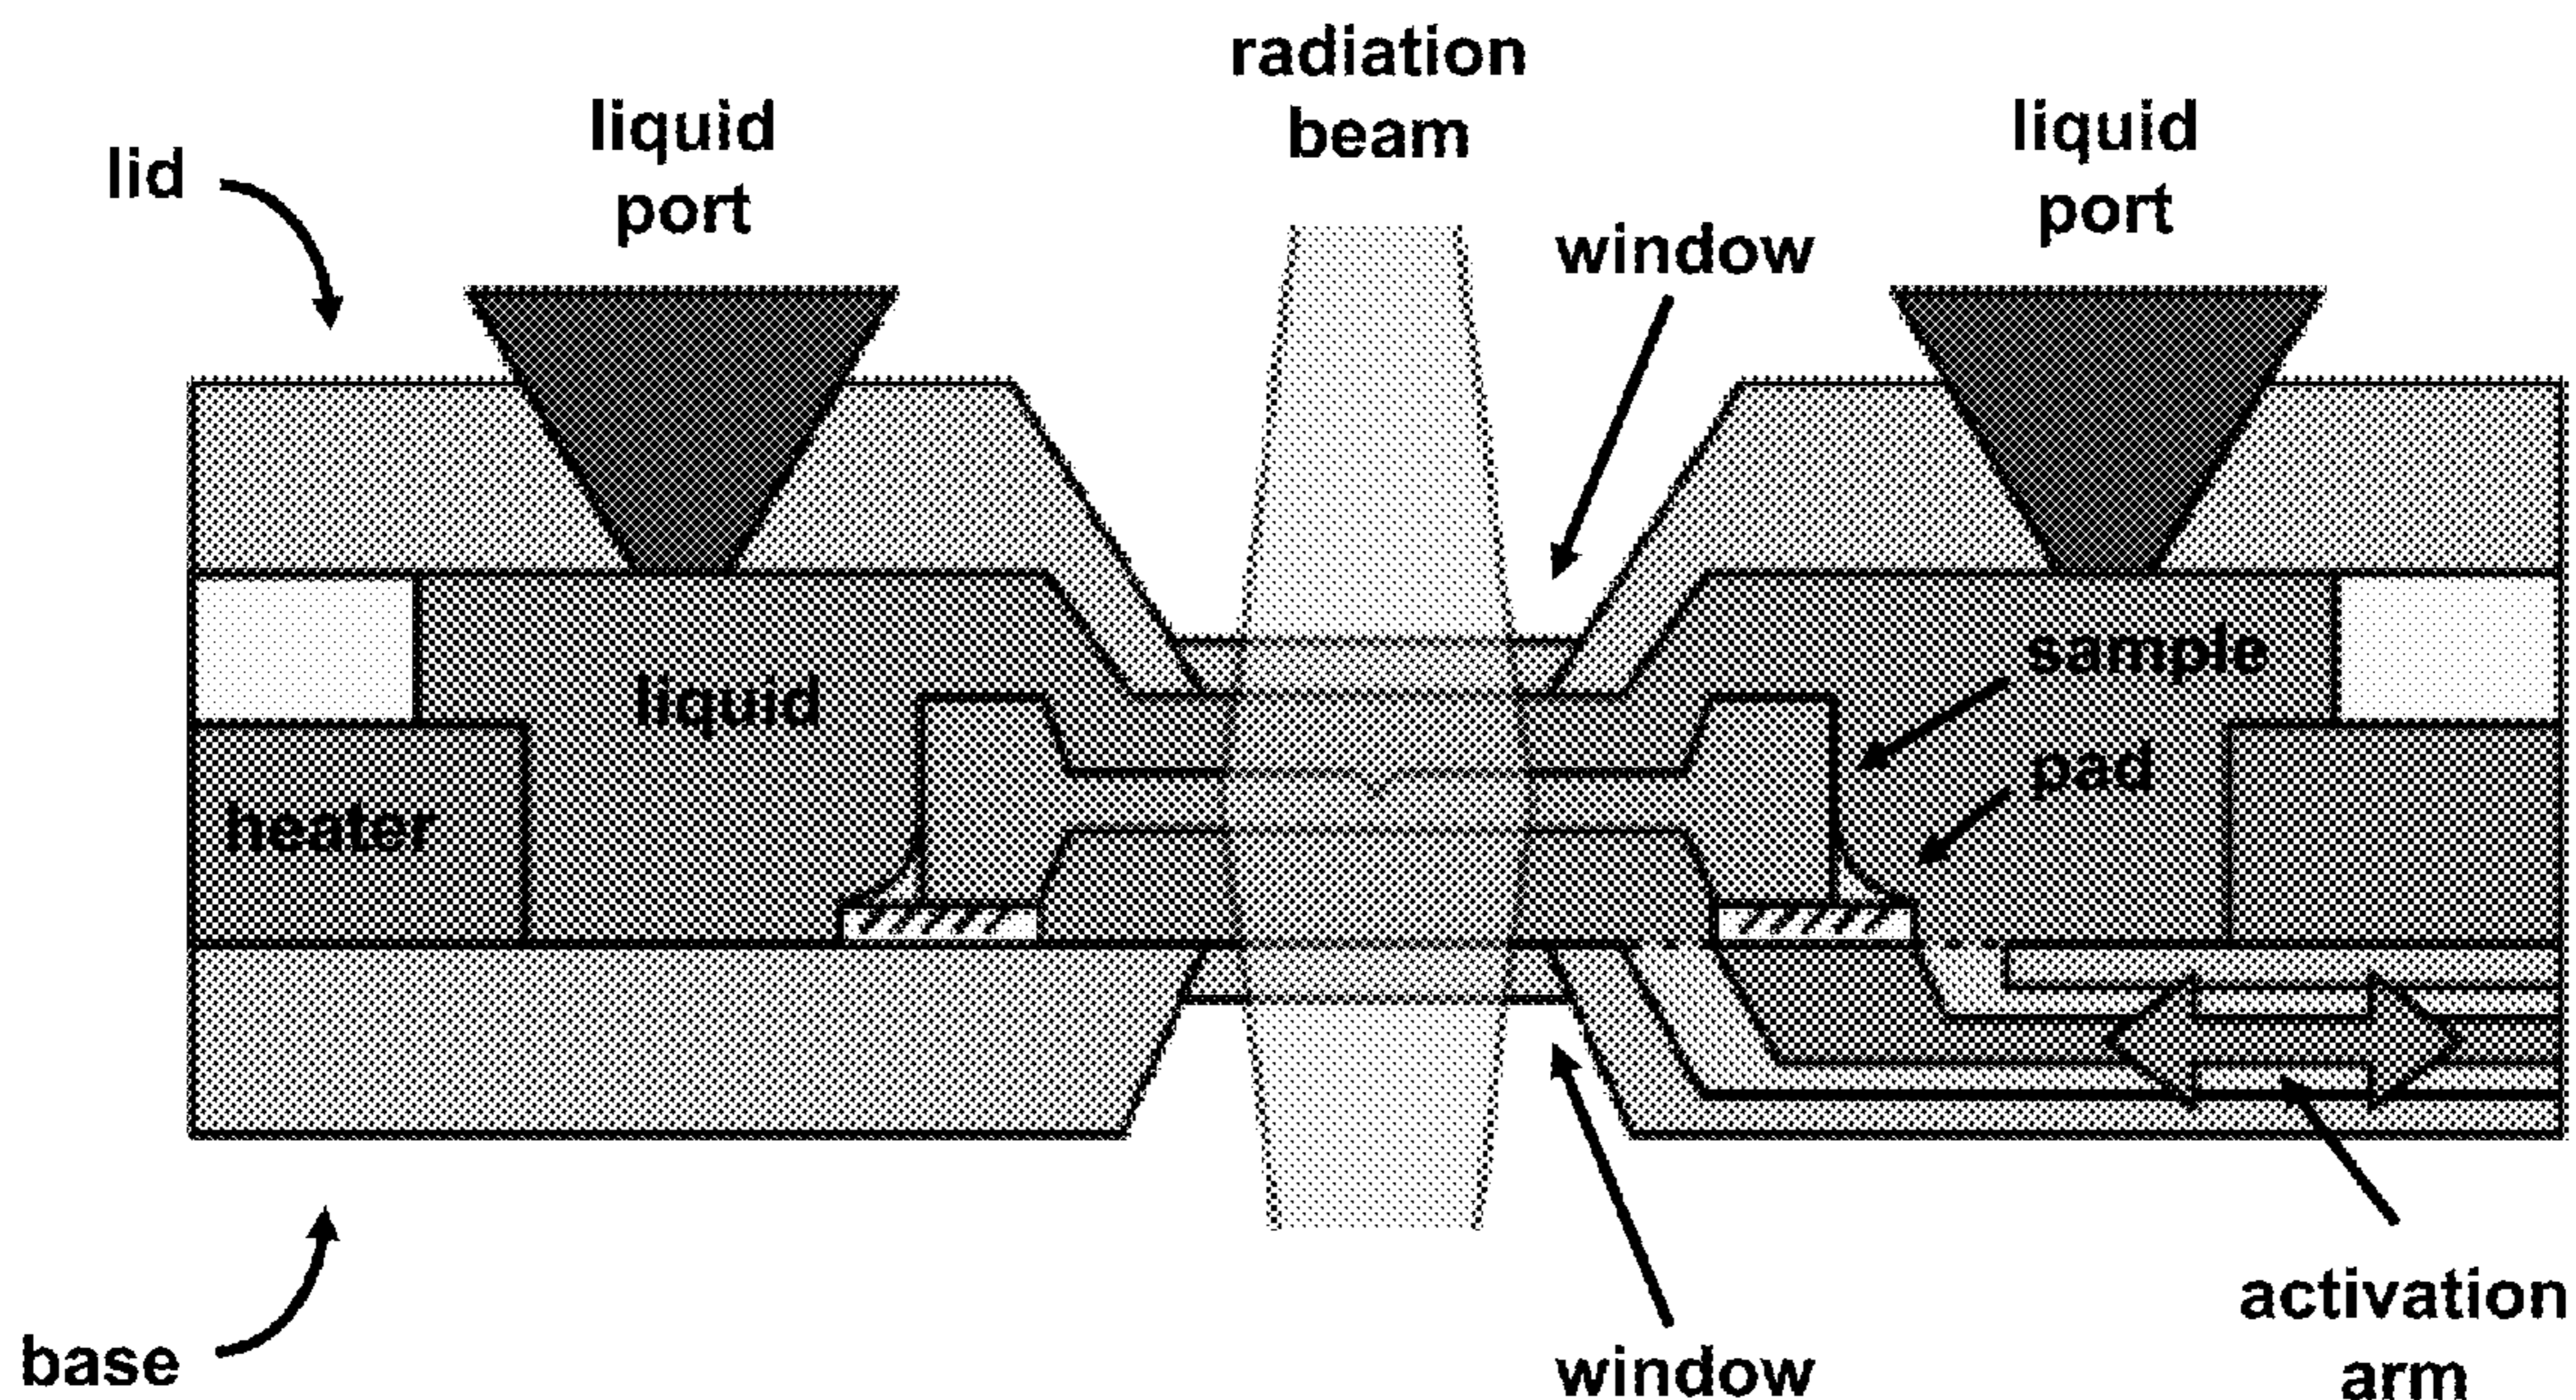 radiation
beam
liquid
port
liquid
port
lid
window
sample
liquid
pad
heater
activation
arm
base
window